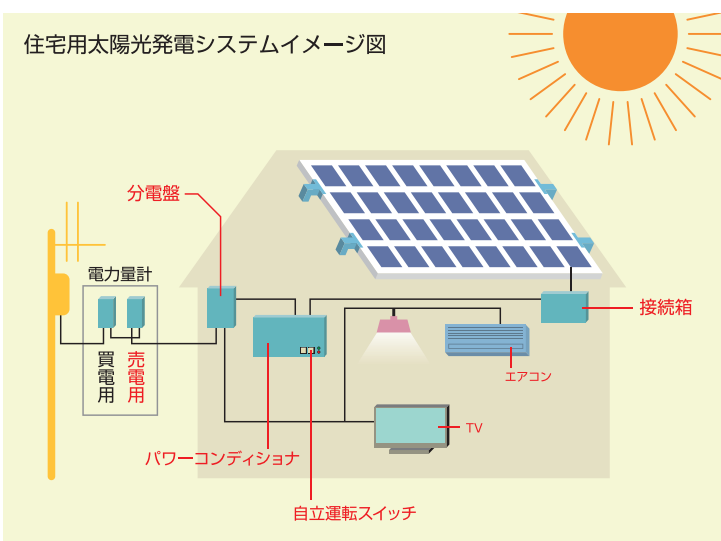 住宅用太陽光発電システムイメージ図
分電盤
電力量計
買電用
売電用
接続箱
エアコン
TV
パワーコンディショナ
自立運転スイッチ